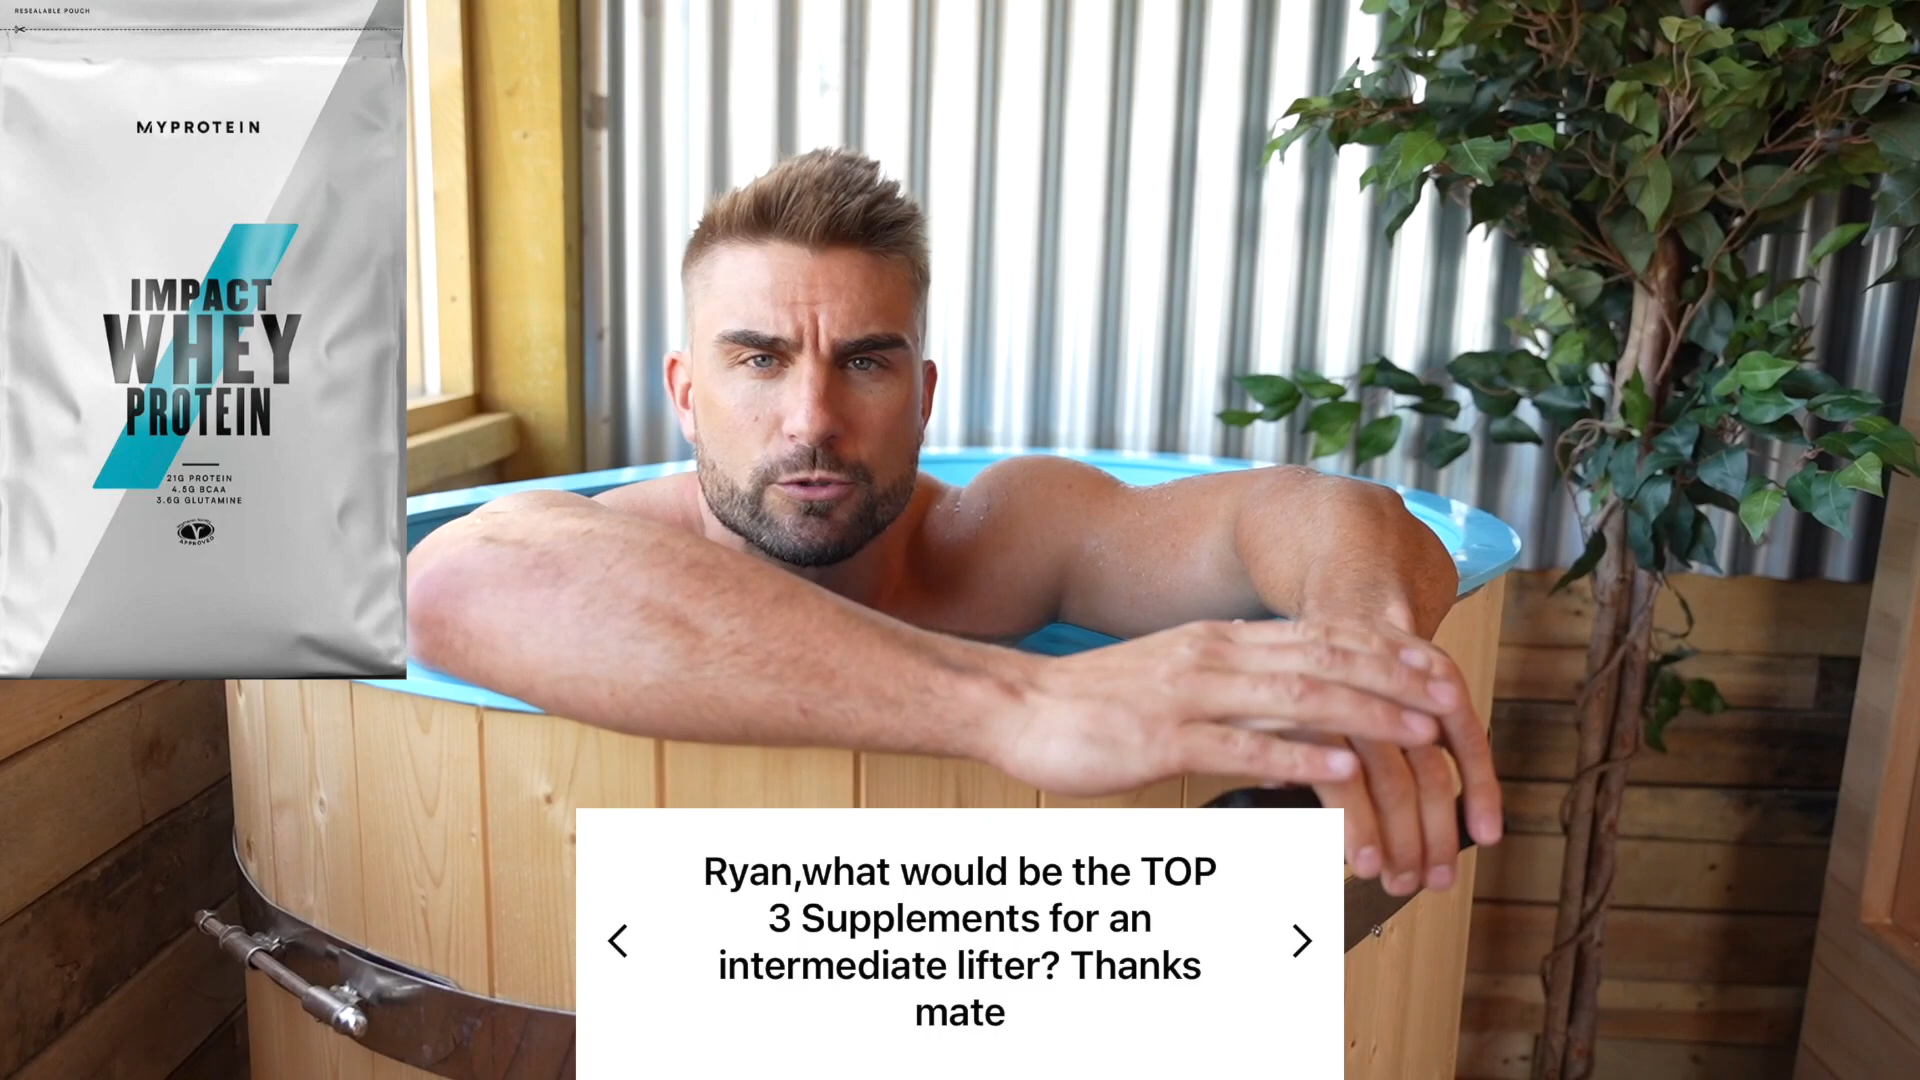 RESEALABLE POUCH
MYPROTEIN
IMPACT
WHEY
PROTEIN
21G PROTEIN
4.5G BCAA
3.6G GLUTAMINE
APPROVED
Ryan,what would be the TOP
3 Supplements for an
intermediate lifter? Thanks
mate